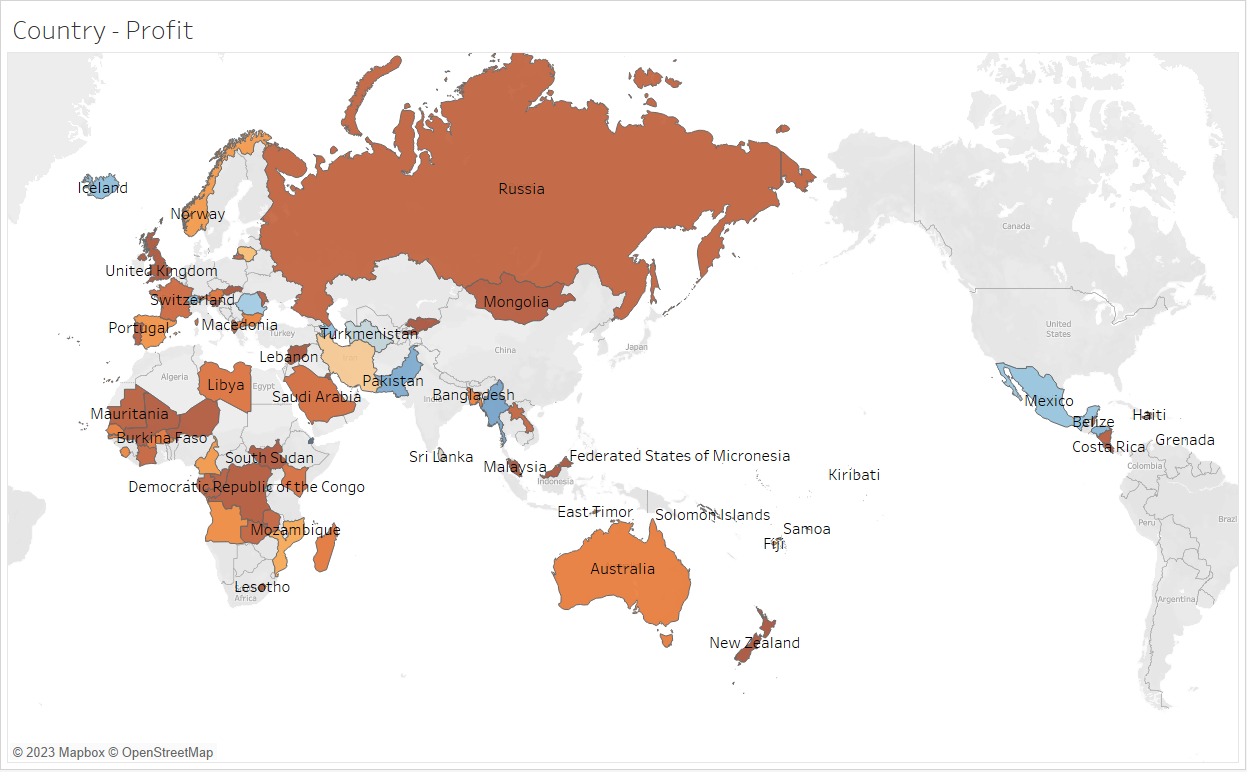 Country - Profit
Iceland
Russia
Norway
Canada
United Kingdom
Switzerland
Mongolia
Portugal
Macedonia
Turkey
Turkmenistan
United
States
Japan
China
Lebanon
Iran
Algeria
Libya
Egypt
Pakistan
Saudi Arabia
Bangladesh
Mexico
Mauritania
Haiti
Belize
Burkina Faso
Grenada
Costa Rica
South Sudan
Sri Lanka
Malaysia
Federated States of Micronesia
Colombia
Kiribati
Indonesia
Democratic Republic of the Congo
East Timor
Solomon Islands
Peru
Brazil
Mozambique
Samoa
Fiji
Australia
Lesotho
Africa
Argentina
New Zealand
© 2023 Mapbox © OpenStreetMap